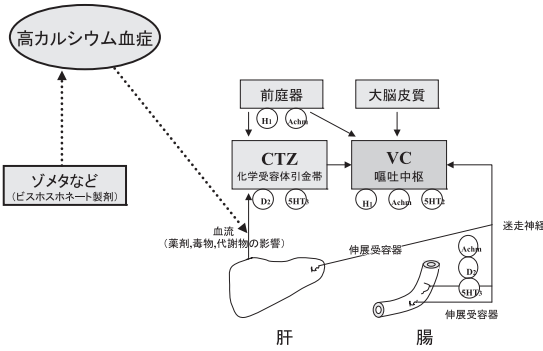 高カルシウム血症
前庭器
大脳皮質
H1
Achm
CTZ
化学受容体引金帯
VC
嘔吐中枢
ゾメタなど
(ビスホスホネート製剤)
D2
5HT3
H1
Achm
5HT2
血流
(薬剤,毒物,代謝物の影響)
迷走神経
伸展受容器
Achm
D2
5HT3
伸展受容器
肝
腸